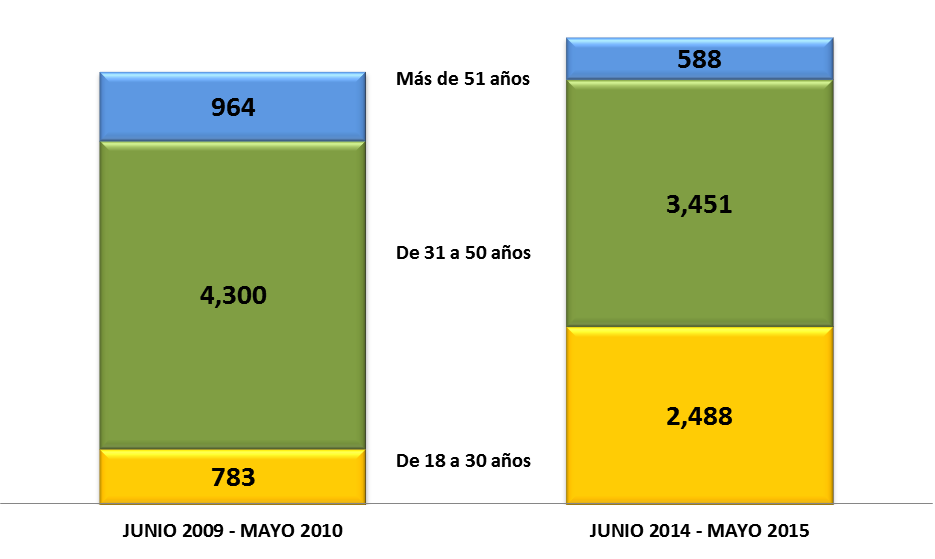 588
Más de 51 años
964
3,451
De 31 a 50 años
4,300
2,488
De 18 a 30 años
783
JUNIO 2009 - MAYO 2010
JUNIO 2014 - MAYO 2015